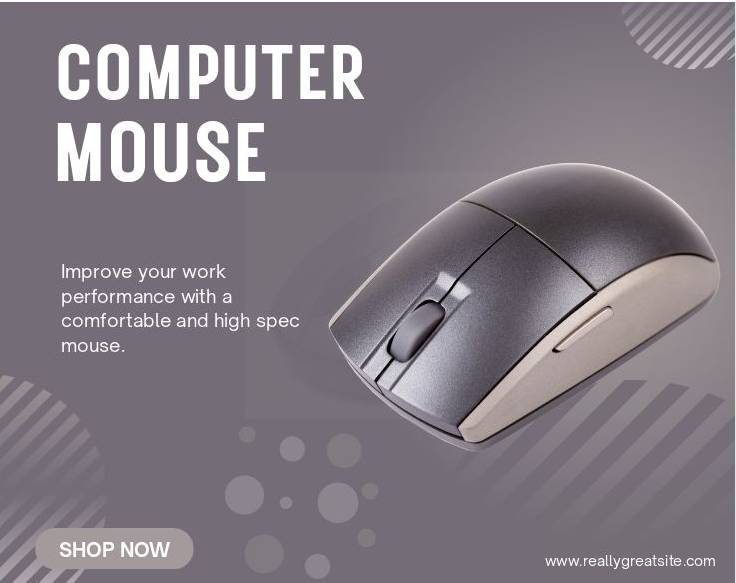 COMPUTER
MOUSE
Improve your work
performance with a
comfortable and high spec
mouse.
SHOP NOW
www.reallygreatsite.com